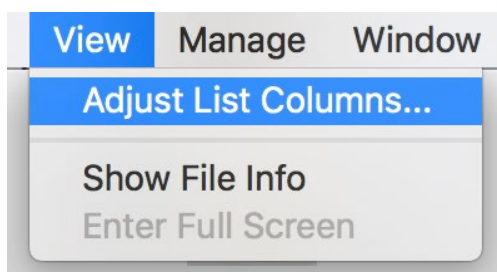 View Manage Window
Adjust List Columns...
Show File Info
Enter Full Screen